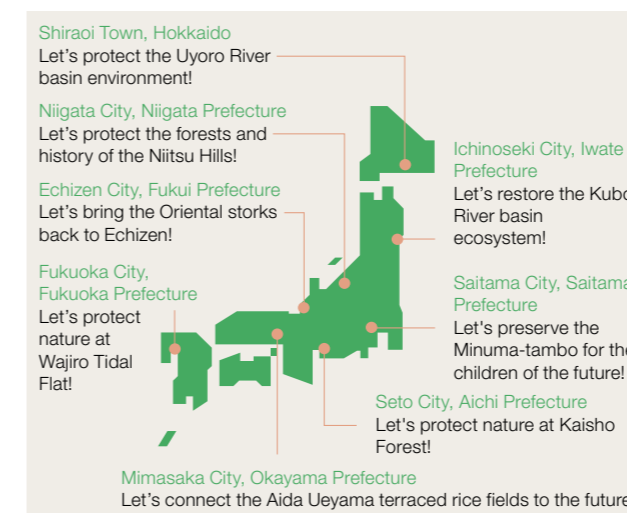 Shiraoi Town, Hokkaido
Let's protect the Uyoro River
basin environment!
Niigata City, Niigata Prefecture
Let's protect the forests and
history of the Niitsu Hills!
Echizen City, Fukui Prefecture
Let's bring the Oriental storks
back to Echizen!
Fukuoka City,
Fukuoka Prefecture
Let's protect
nature at
Wajiro Tidal
Flat!
Ichinoseki City, Iwate
Prefecture
Let's restore the Kubo
River basin
ecosystem!
Saitama City, Saitama
Prefecture
Let's preserve the
Minuma-tambo for the
children of the future!
Seto City, Aichi Prefecture
Let's protect nature at Kaisho
Forest!
Mimasaka City, Okayama Prefecture
Let's connect the Aida Ueyama terraced rice fields to the future